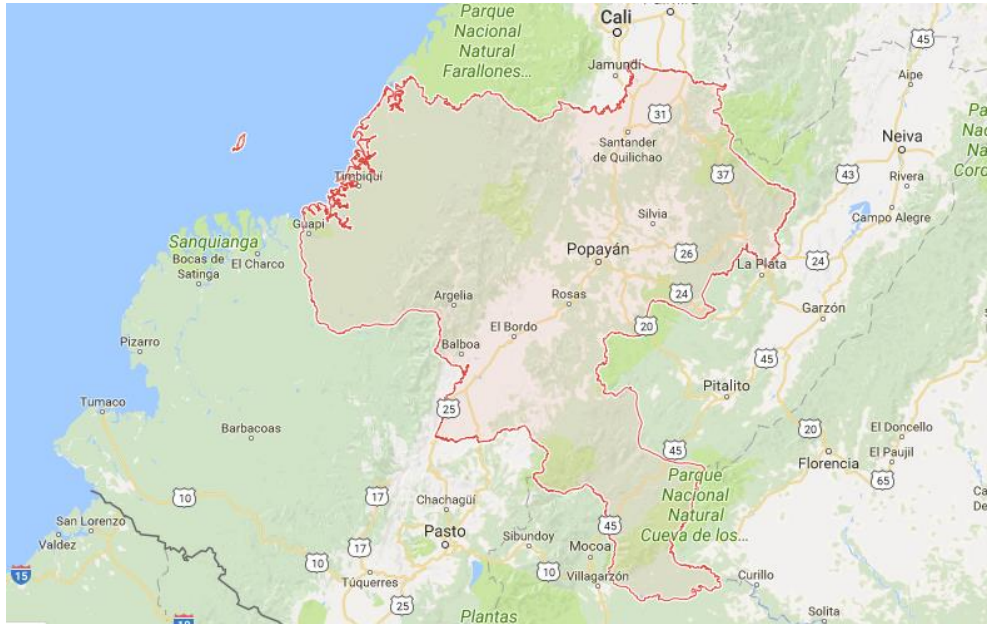 Parque
Nacional
Natural
Farallones...
Cali
Jamundí
45
Aipe
31
Santander
de Quilichao
Neiva
Timbiquí
37
43
Rivera
Campo Alegre
Guapi
Silvia
Sanquianga
Bocas de
Satinga
El Charco
Popayán
26
La Plata
24
24
Argelia
Rosas
Garzón
20
El Bordo
Pizarro
Balboa
45
Pitalito
25
Tumaco
Barbacoas
20
El Doncello
45
El Paujil
Florencia
65
Parque
Nacional
Natural
Cueva de los...
10
17
Chachagüí
San Lorenzo
Valdez
45
Pasto
Sibundoy
17
Mocoa
10
10
15
Túquerres
Villagarzón
Curillo
25
Solita
Plantas